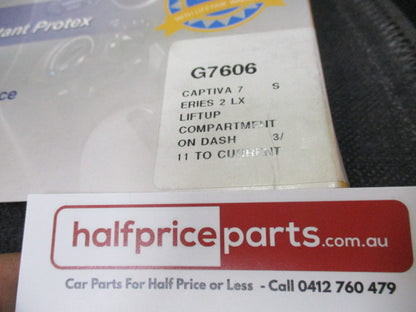 tant Protex
ce
G7606
CAPTIVA 7 S
ERIES 2 LX
LIFTUP
COMPARTMENT
ON DASH 3/
11 TO CURRENT
halfpriceparts.com.au
Car Parts For Half Price or Less - Call 0412 760 479